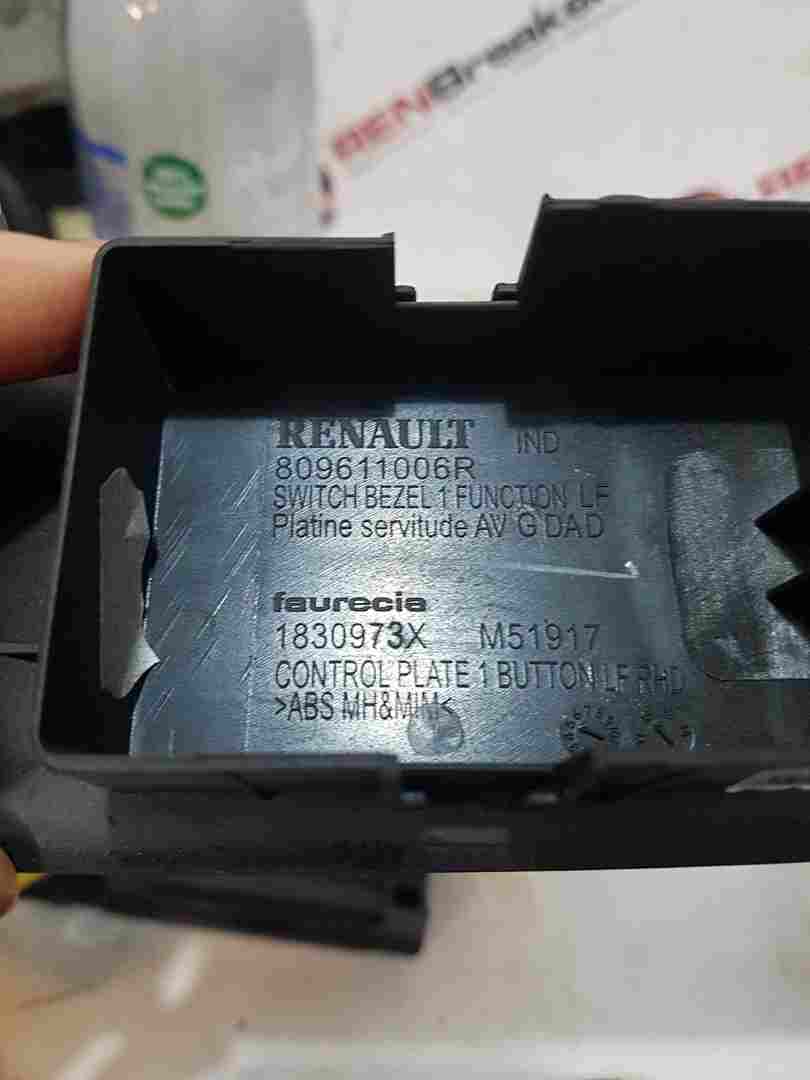 RENBreaker
RENAULT IND
809611006R
SWITCH BEZEL 1 FUNCTION LF
Platine servitude AV G DAD
faurecia
1830973X M51917
CONTROL PLATE 1 BUTTON LF RHD
>ABS MH&MIM<